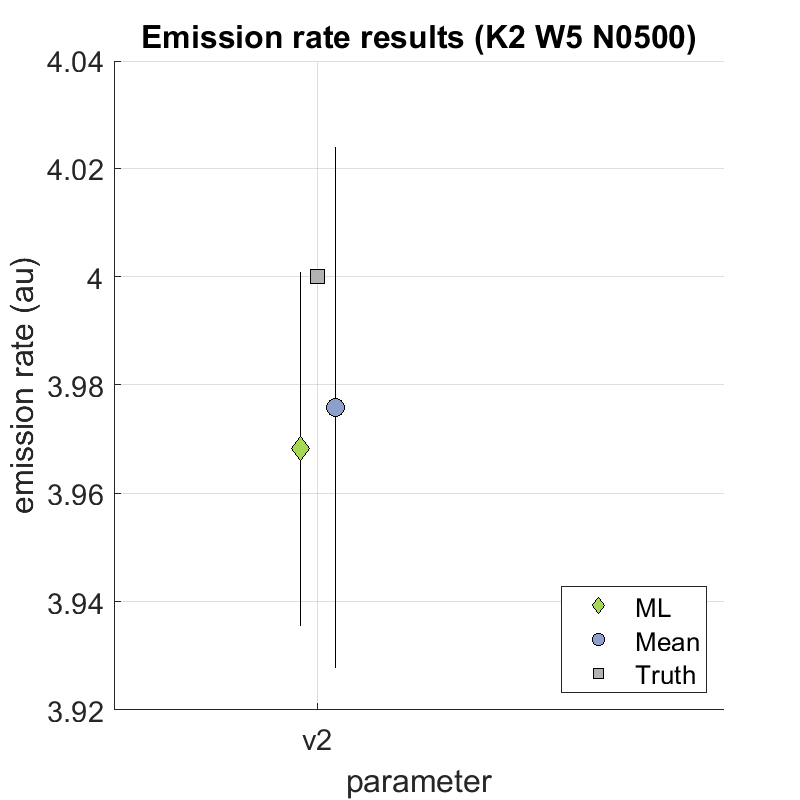 Emission rate results (K2 W5 N0500)
4.04
4.02
4
3.98
3.96
3.94
3.92
emission rate (au)
v2
parameter
ML
Mean
Truth